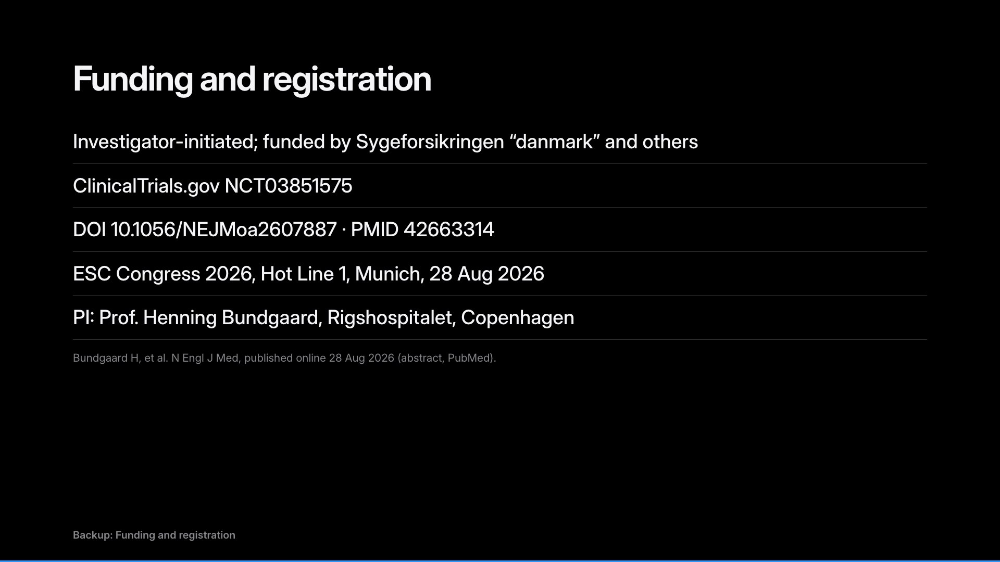 Funding and registration
Investigator-initiated; funded by Sygeforsikringen “danmark” and others
ClinicalTrials.gov NCT03851575
DOI 10.1056/NEJMoa2607887 · PMID 42663314
ESC Congress 2026, Hot Line 1, Munich, 28 Aug 2026
PI: Prof. Henning Bundgaard, Rigshospitalet, Copenhagen
Bundgaard H, et al. N Engl J Med, published online 28 Aug 2026 (abstract, PubMed).
Backup: Funding and registration